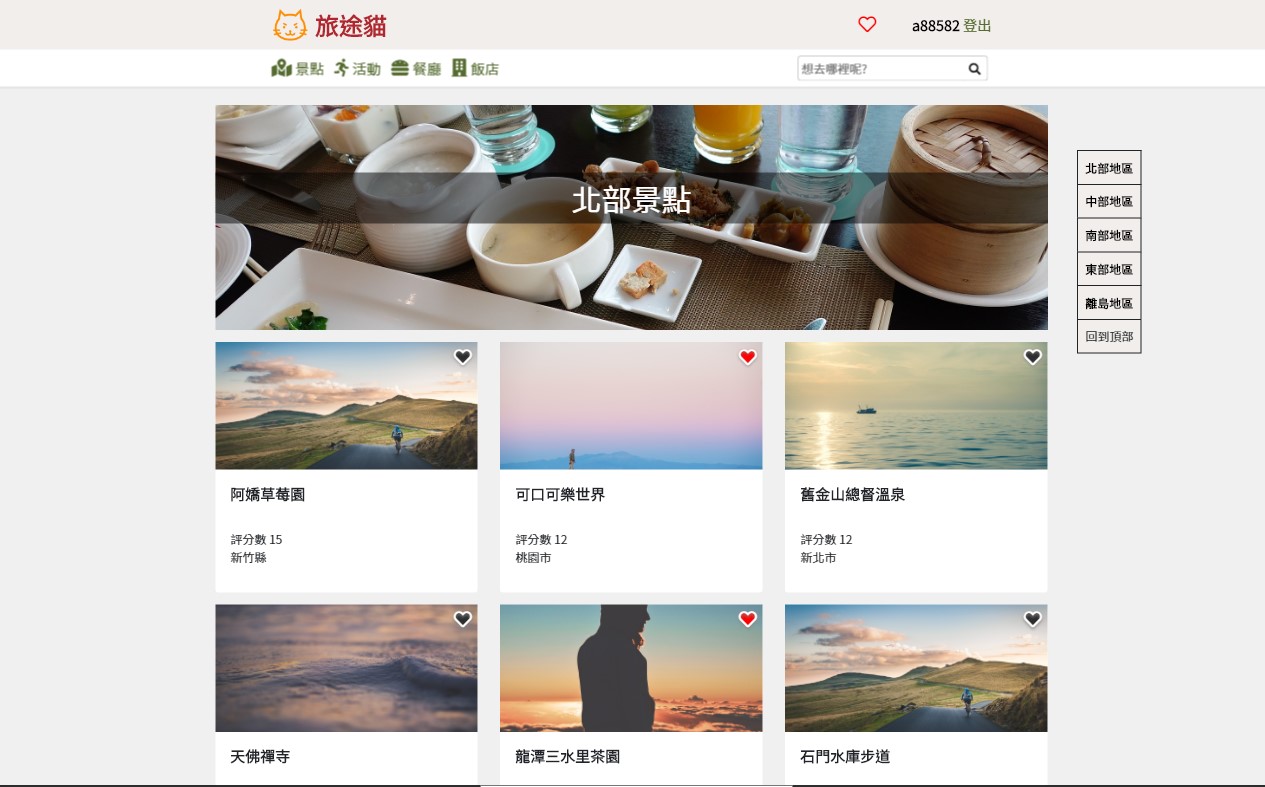 旅途貓
a88582 登出
景點 活動 餐廳 飯店
想去哪裡呢?
北部景點
北部地區
中部地區
南部地區
東部地區
離島地區
回到頂部
阿嬌草莓園
評分數 15
新竹縣
可口可樂世界
評分數 12
桃園市
舊金山總督溫泉
評分數 12
新北市
天佛禪寺
龍潭三水里茶園
石門水庫步道